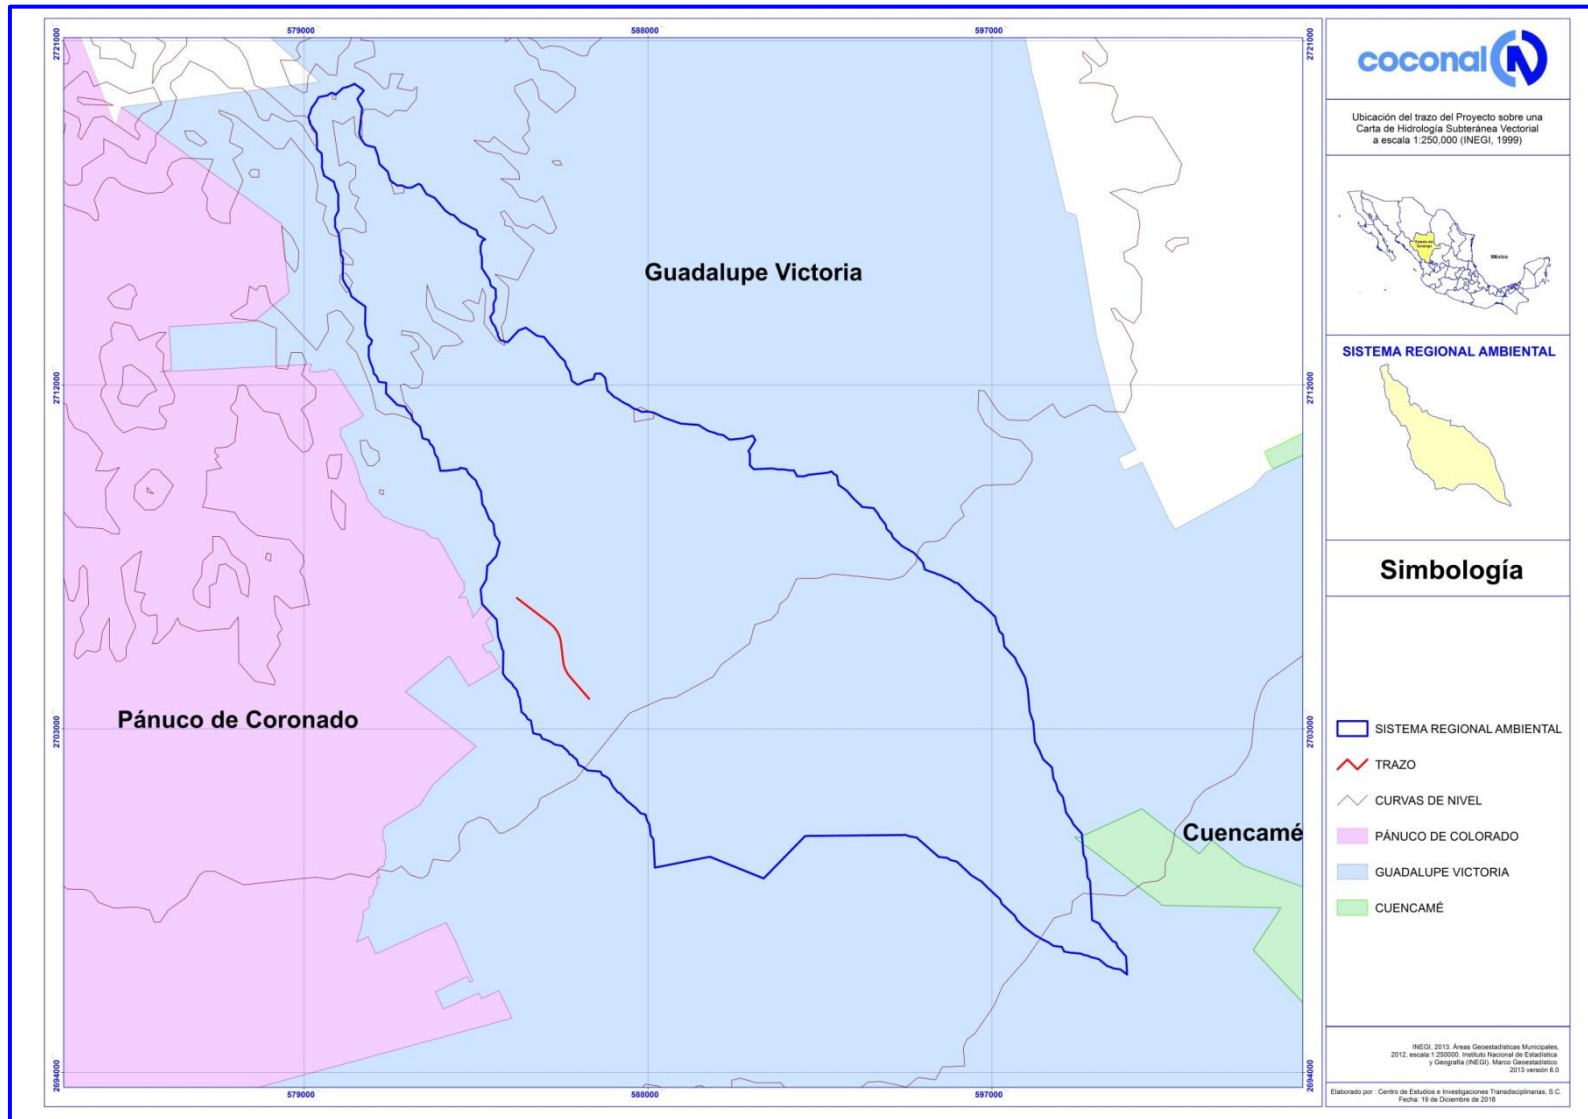 579000
588000
597000
2721000
2721000
Guadalupe Victoria
2712000
2712000
Pánuco de Coronado
2703000
2703000
Cuencamé
2694000
2694000
579000
588000
597000
coconal
Ubicación del trazo del Proyecto sobre una
Carta de Hidrología Subteránea Vectorial
a escala 1:250,000 (INEGI, 1999)
Estado de
Durango
México
SISTEMA REGIONAL AMBIENTAL
Simbología
SISTEMA REGIONAL AMBIENTAL
TRAZO
CURVAS DE NIVEL
PÁNUCO DE COLORADO
GUADALUPE VICTORIA
CUENCAMÉ
INEGI, 2013. Áreas Geoestadísticas Municipales,
2012, escala:1:250000. Instituto Nacional de Estadística
y Geografía (INEGI). Marco Geoestadístico
2013 versión 6.0
Elaborado por : Centro de Estudios e Investigaciones Transdisciplinarias, S.C.
Fecha: 19 de Diciembre de 2018